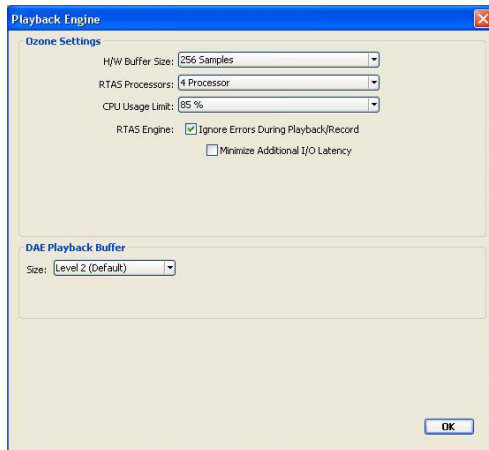 Playback Engine
Ozone Settings
H/W Buffer Size: 256 Samples
RTAS Processors: 4 Processor
CPU Usage Limit: 85 %
RTAS Engine: Ignore Errors During Playback/Record
Minimize Additional I/O Latency
DAE Playback Buffer
Size: Level 2 (Default)
OK